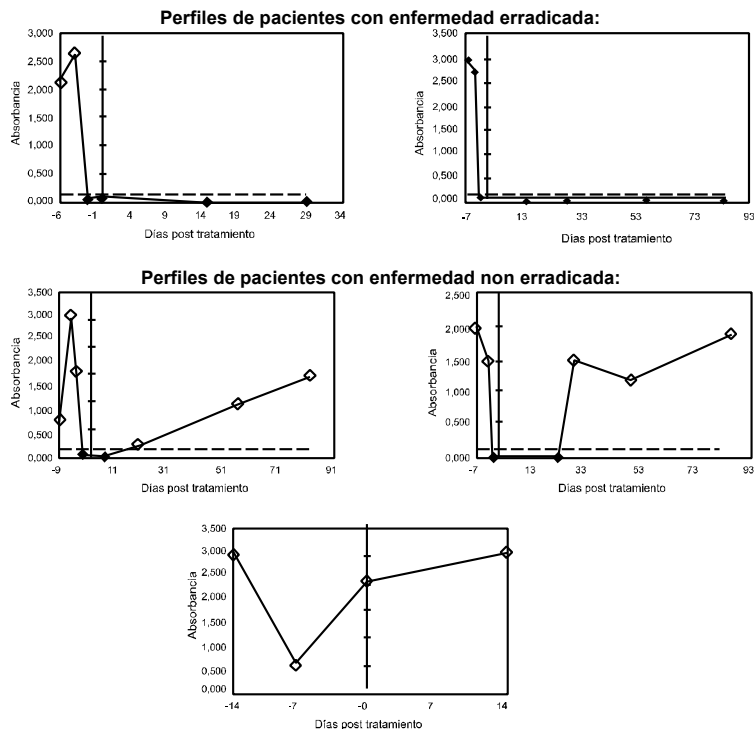 Perfiles de pacientes con enfermedad erradicada:
3,000
2,500
2,000
1,500
1,000
0,500
0,000
Absorbancia
-6 -1 4 9 14 19 24 29 34
Días post tratamiento
3,500
3,000
2,500
2,000
1,500
1,000
0,500
0,000
Absorbancia
-7 13 33 53 73 93
Días post tratamiento
Perfiles de pacientes con enfermedad non erradicada:
3,500
3,000
2,500
2,000
1,500
1,000
0,500
0,000
Absorbancia
-9 11 31 51 71 91
Días post tratamiento
2,500
2,000
1,500
1,000
0,500
0,000
Absorbancia
-7 13 33 53 73 93
Días post tratamiento
3,500
3,000
2,500
2,000
1,000
0,500
0,000
Absorbancia
-14 -7 -0 7 14
Días post tratamiento